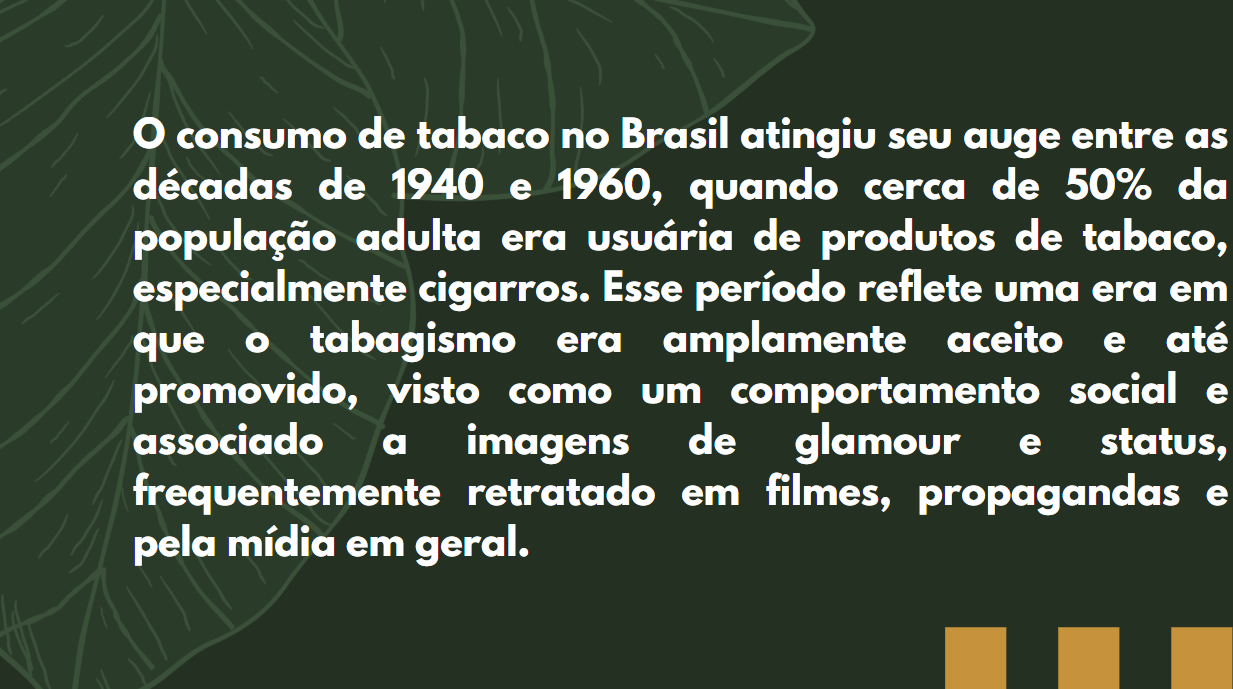 O consumo de tabaco no Brasil atingiu seu auge entre as
décadas de 1940 e 1960, quando cerca de 50% da
população adulta era usuária de produtos de tabaco,
especialmente cigarros. Esse período reflete uma era em
que o tabagismo era amplamente aceito e até
promovido, visto como um comportamento social e
associado a imagens de glamour e status,
frequentemente retratado em filmes, propagandas e
pela mídia em geral.